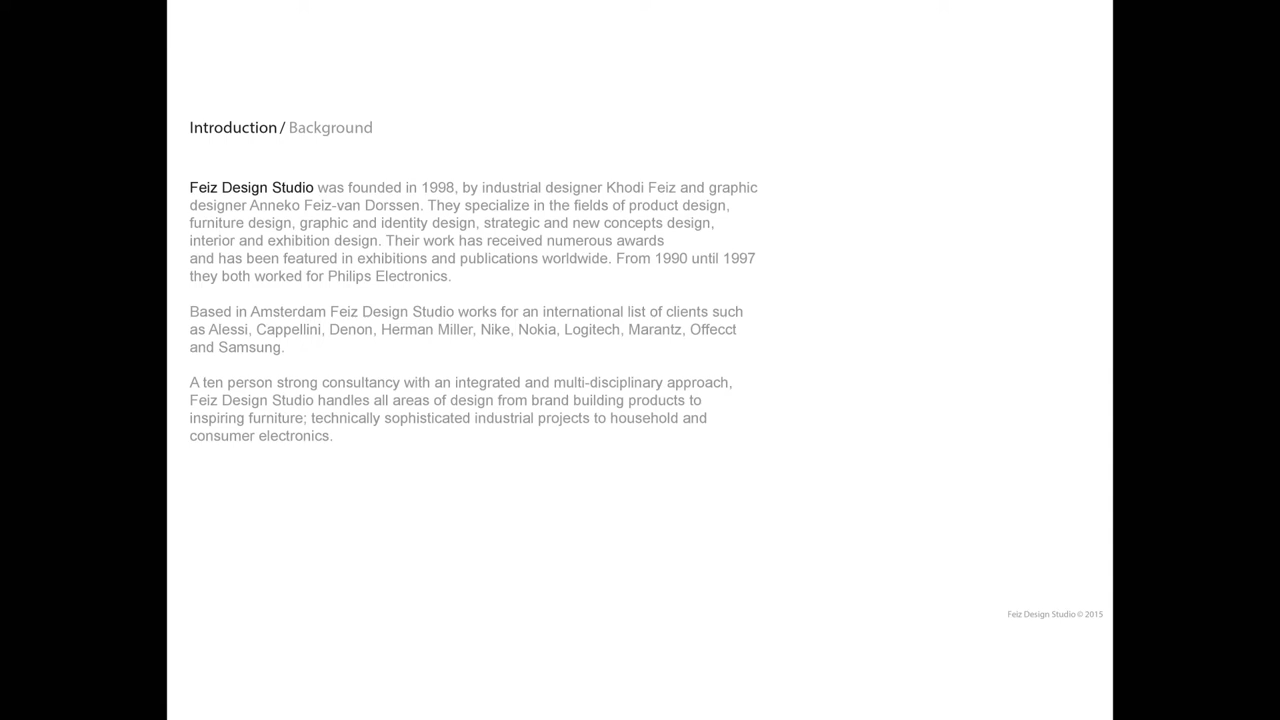 Introduction / Background
Feiz Design Studio was founded in 1998, by industrial designer Khodi Feiz and graphic
designer Anneko Feiz-van Dorssen. They specialize in the fields of product design,
furniture design, graphic and identity design, strategic and new concepts design,
interior and exhibition design. Their work has received numerous awards
and has been featured in exhibitions and publications worldwide. From 1990 until 1997
they both worked for Philips Electronics.
Based in Amsterdam Feiz Design Studio works for an international list of clients such
as Alessi, Cappellini, Denon, Herman Miller, Nike, Nokia, Logitech, Marantz, Offecct
and Samsung.
A ten person strong consultancy with an integrated and multi-disciplinary approach,
Feiz Design Studio handles all areas of design from brand building products to
inspiring furniture; technically sophisticated industrial projects to household and
consumer electronics.
Feiz Design Studio © 2015